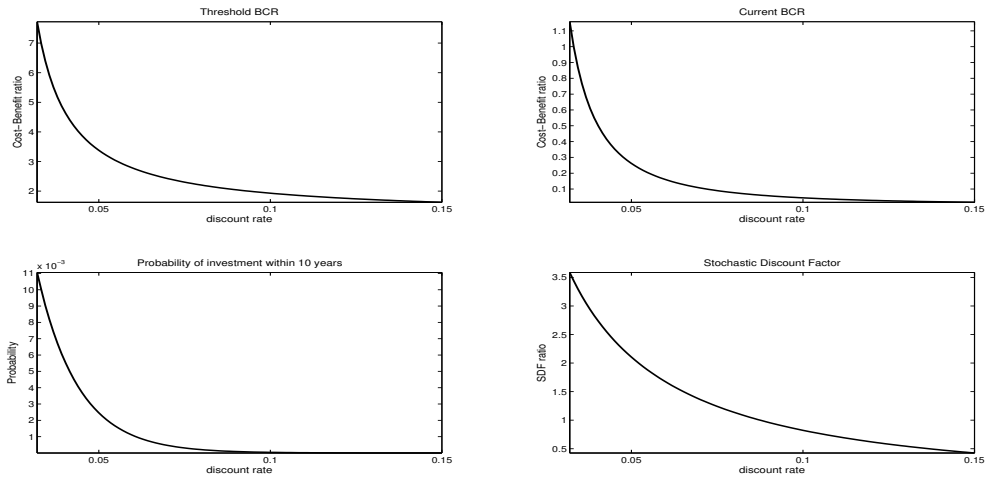 Threshold BCR
Cost−Benefit ratio
7
6
5
4
3
2
0.05 0.1 0.15
discount rate
Current BCR
Cost−Benefit ratio
1.1
1
0.9
0.8
0.7
0.6
0.5
0.4
0.3
0.2
0.1
0.05 0.1 0.15
discount rate
Probability of investment within 10 years
x 10−3
Probability
11
10
9
8
7
6
5
4
3
2
1
0.05 0.1 0.15
discount rate
Stochastic Discount Factor
SDF ratio
3.5
3
2.5
2
1.5
1
0.5
0.05 0.1 0.15
discount rate